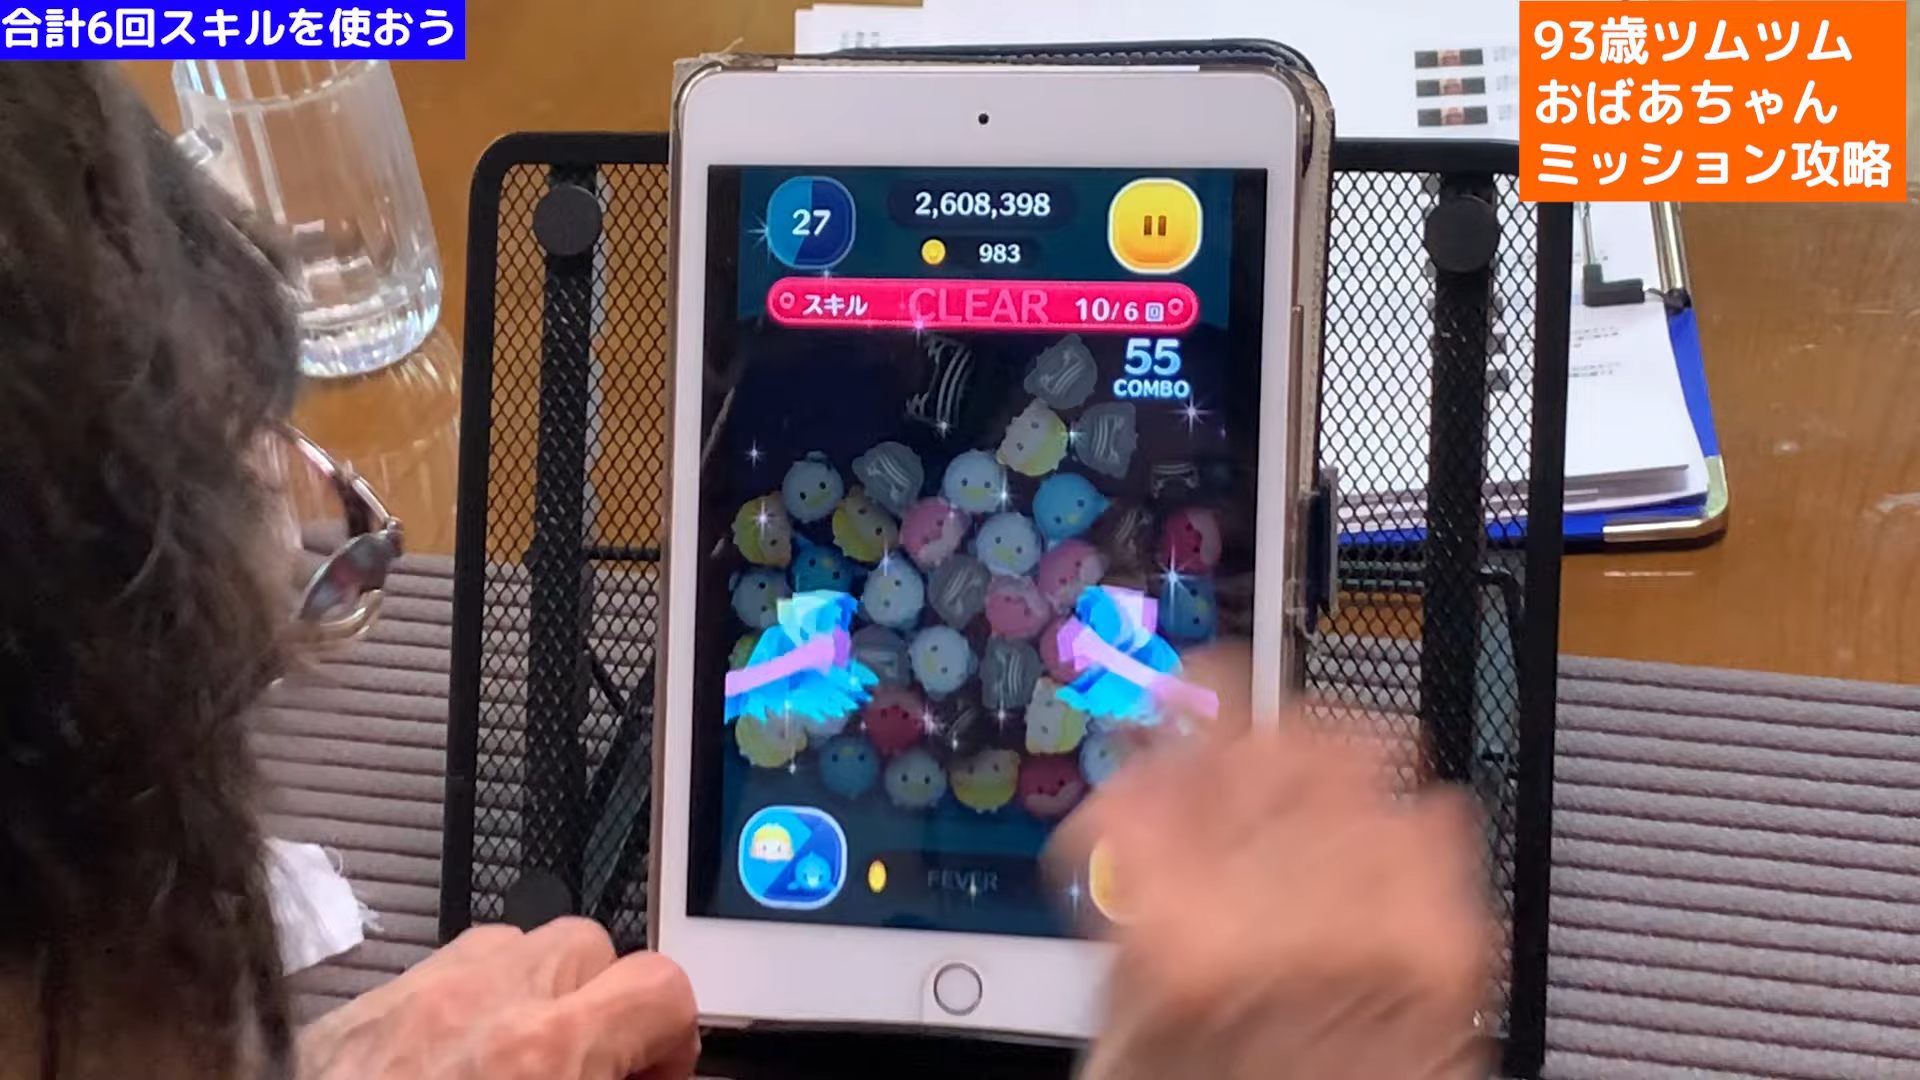 合計6回スキルを使おう
93歳ツムツム
おばあちゃん
ミッション攻略
27
2,608,398
983
スキル CLEAR 10/6回
55
COMBO
FEVER